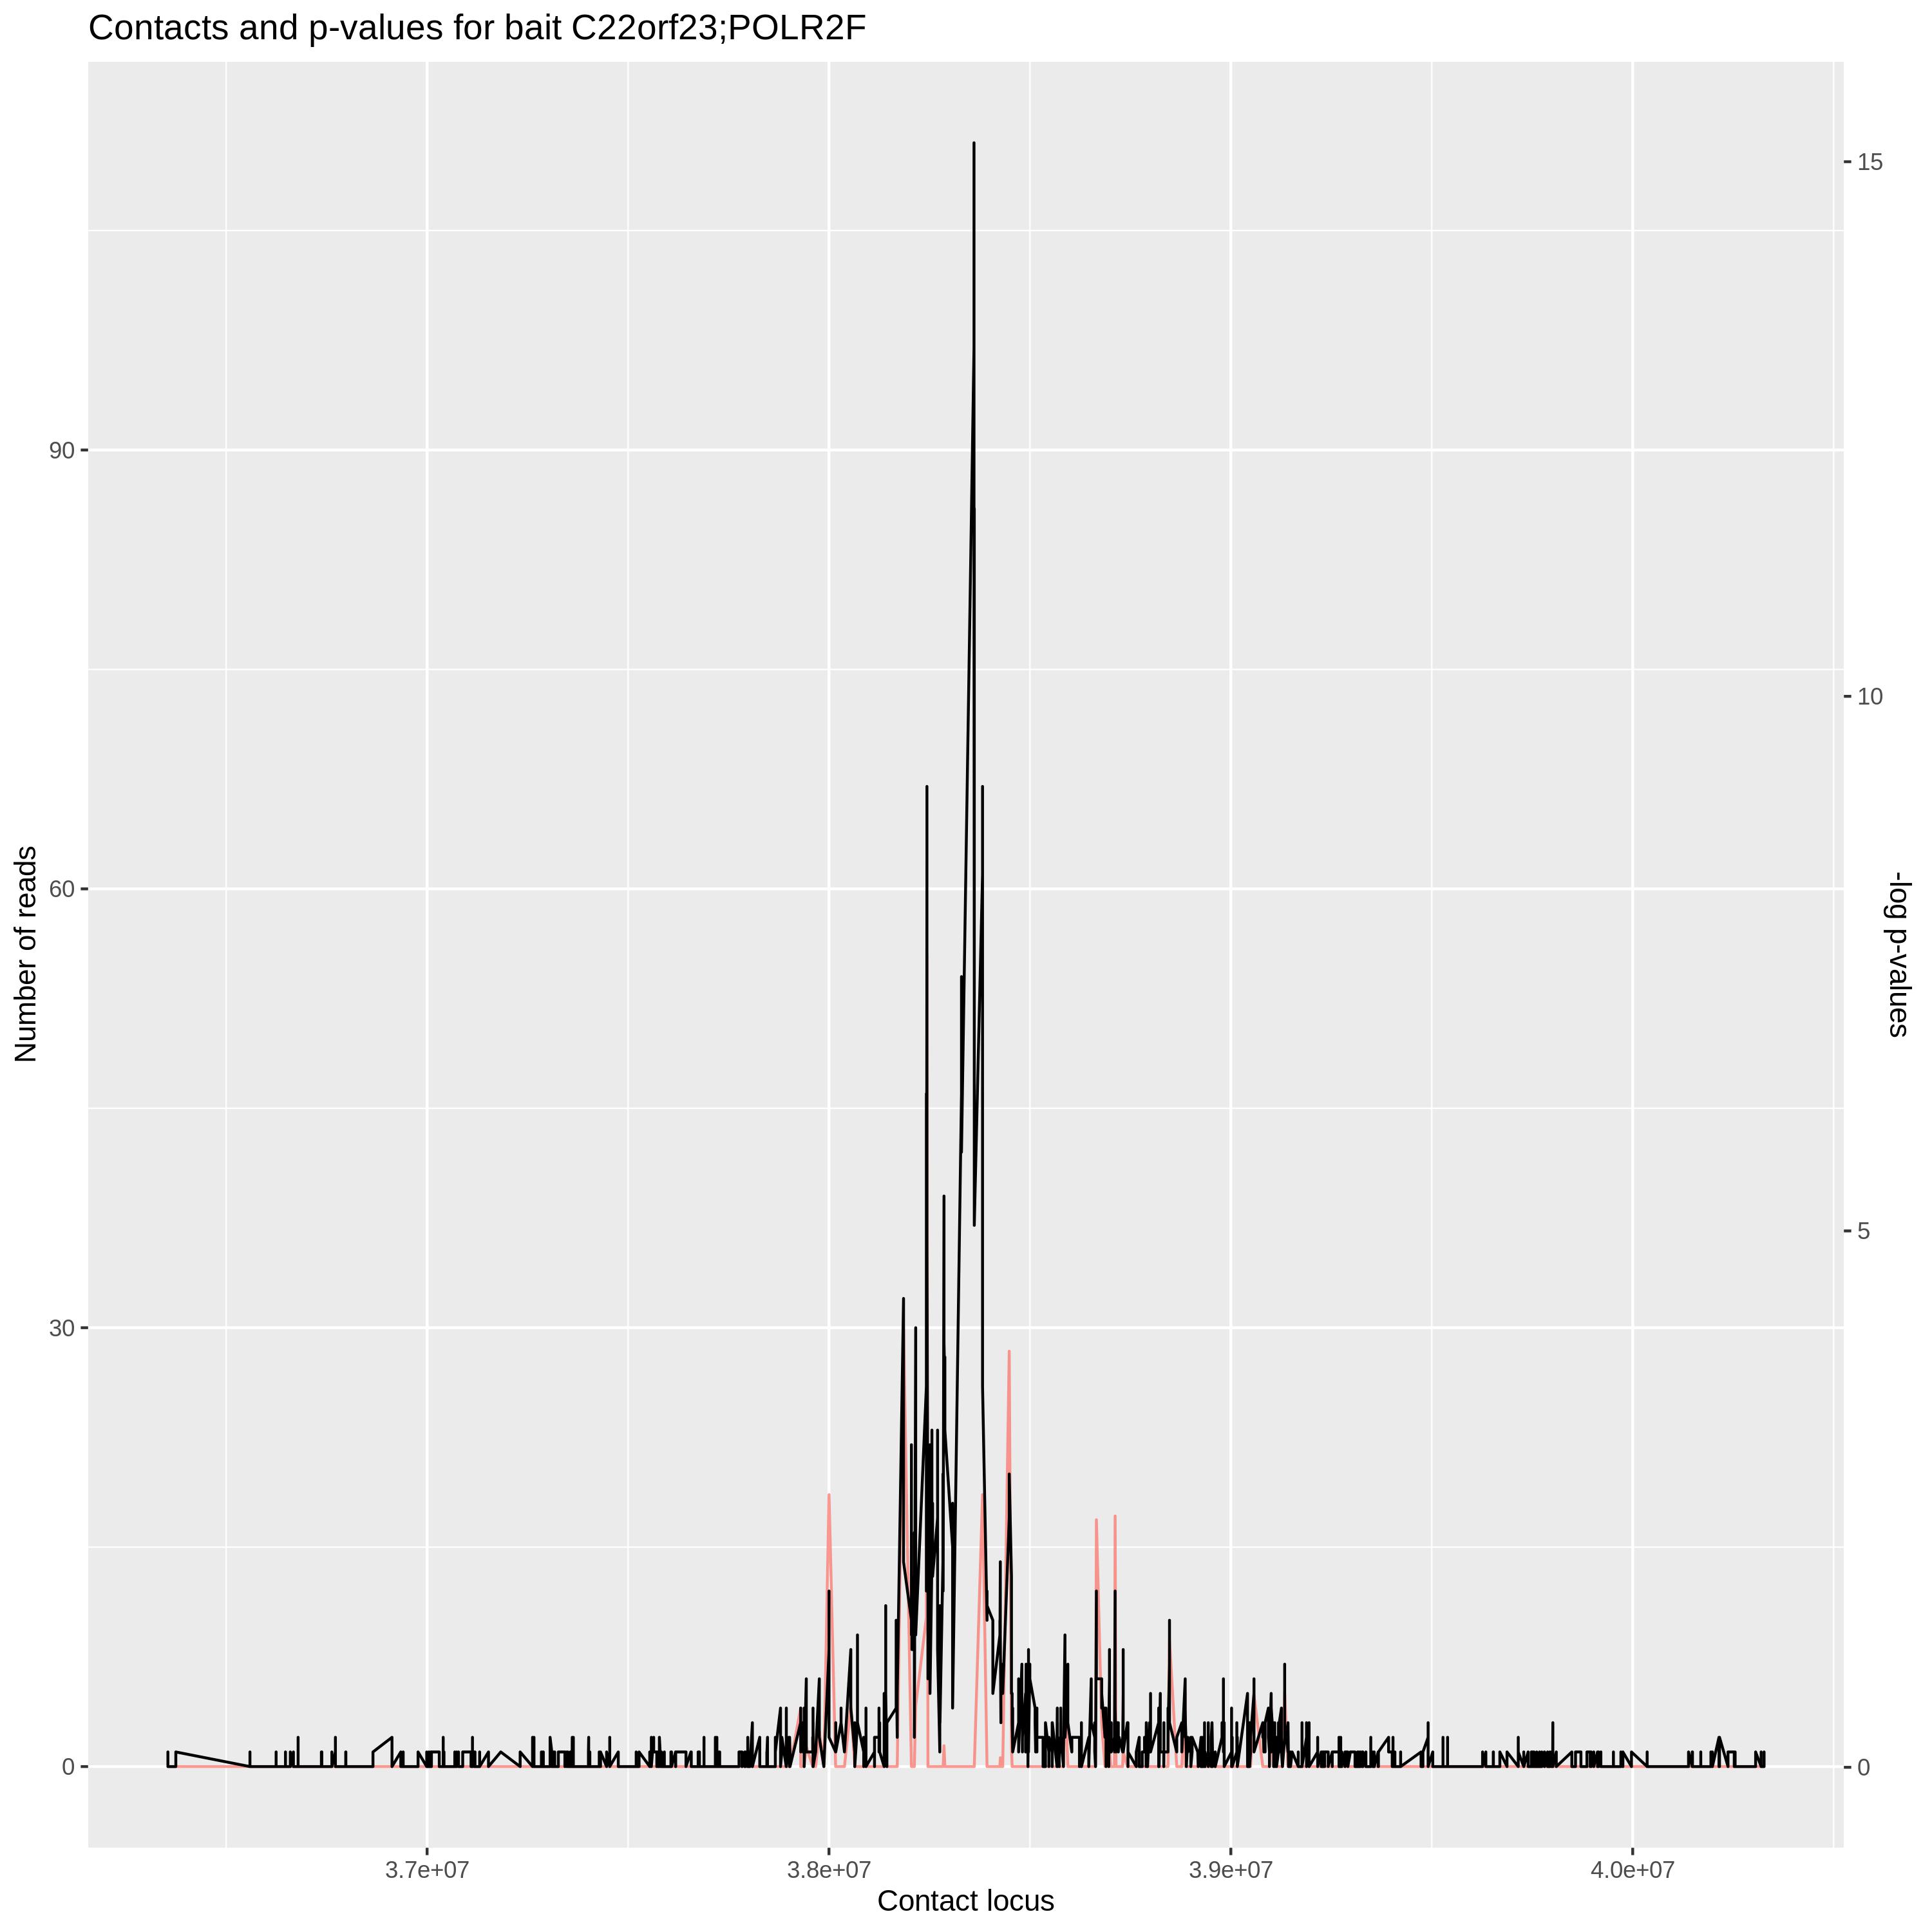 Contacts and p-values for bait C22orf23;POLR2F
15
90
10
60
Number of reads
-log p-values
5
30
0
0
3.7e+07
3.8e+07
3.9e+07
4.0e+07
Contact locus